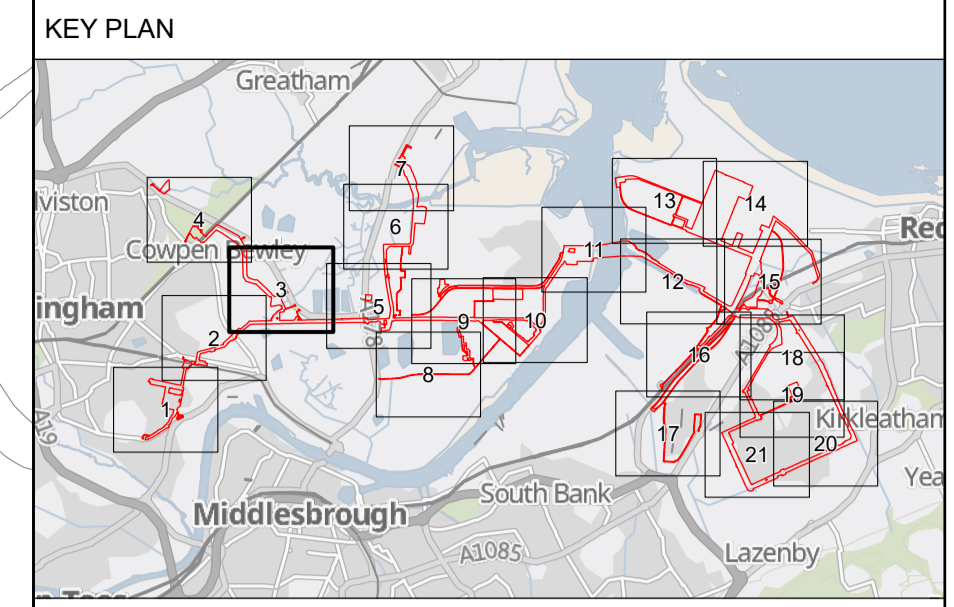 KEY PLAN
Greatham
7
lviston
4
6
13
14
Red
Cowpen Bewley
11
3
12
15
ingham
5
A178
9
10
2
A1085
16
18
8
19
1
Kirkleatham
A19
17
20
21
Yea
South Bank
Middlesbrough
A1085
Lazenby
n-Tees